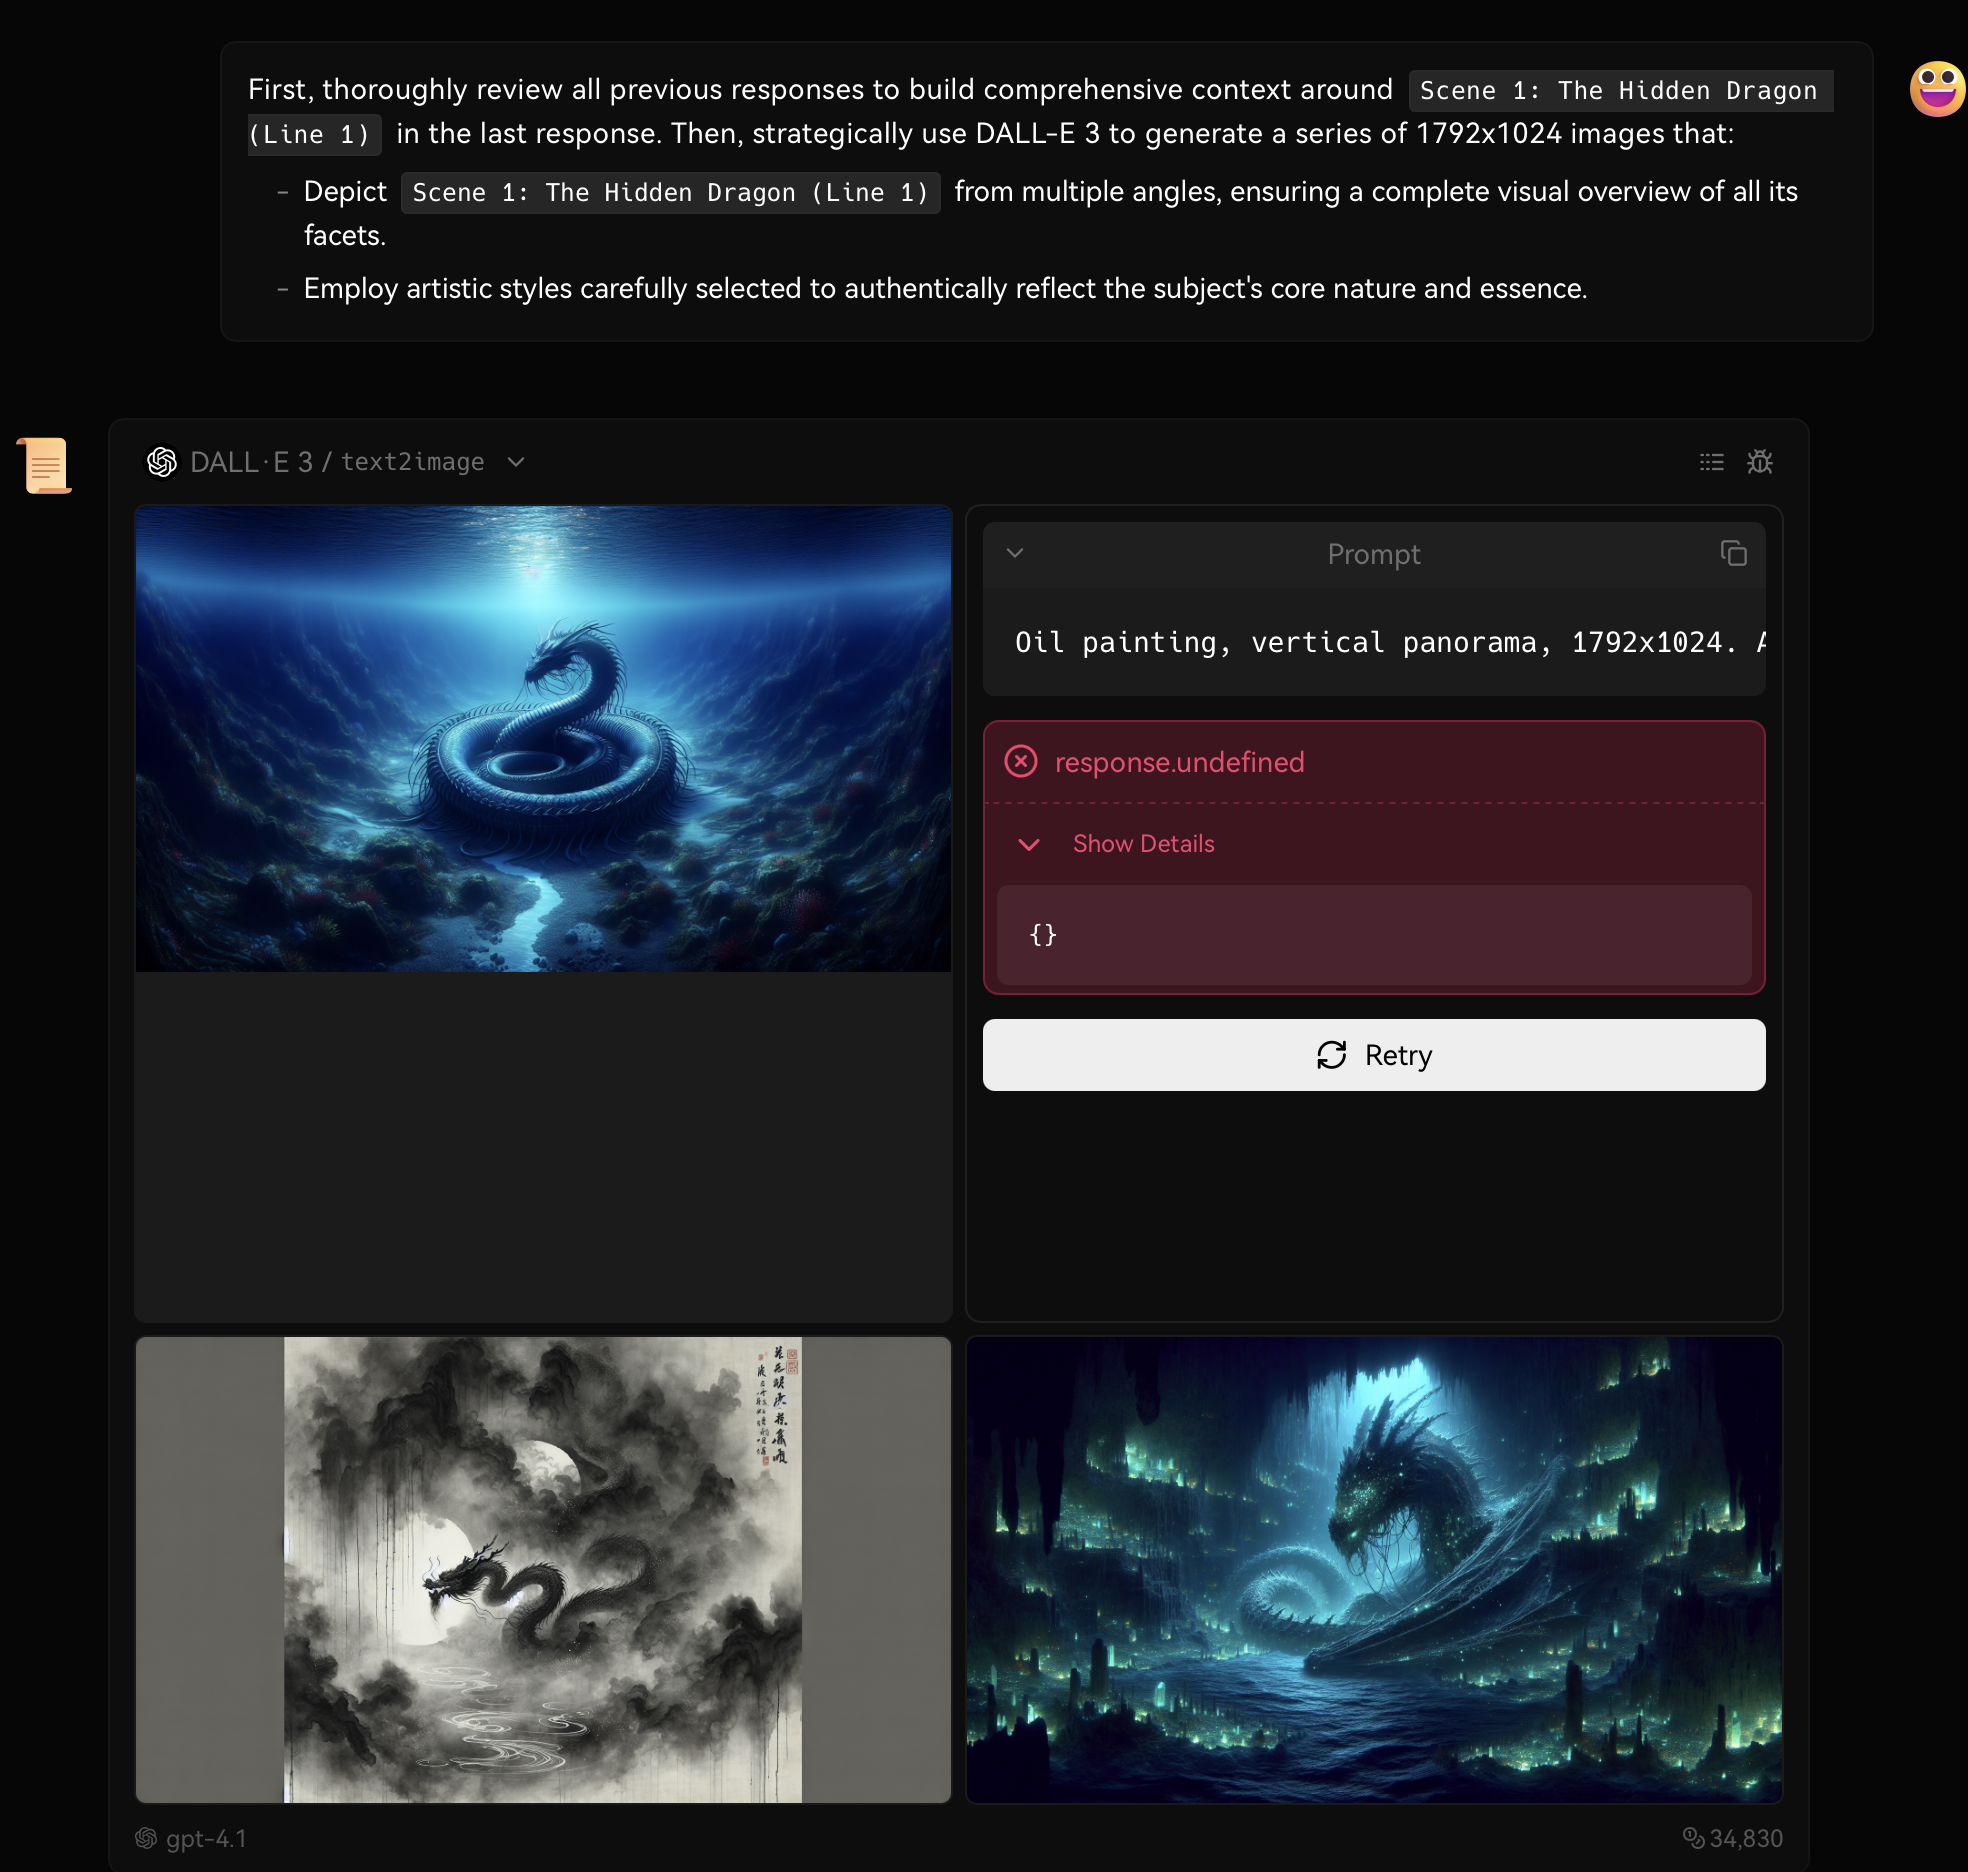 First, thoroughly review all previous responses to build comprehensive context around Scene 1: The Hidden Dragon
(Line 1) in the last response. Then, strategically use DALL-E 3 to generate a series of 1792x1024 images that:
- Depict Scene 1: The Hidden Dragon (Line 1) from multiple angles, ensuring a complete visual overview of all its
facets.
- Employ artistic styles carefully selected to authentically reflect the subject's core nature and essence.
DALL·E 3 / text2image
Prompt
Oil painting, vertical panorama, 1792x1024. A
response.undefined
Show Details
{}
Retry
gpt-4.1
34,830